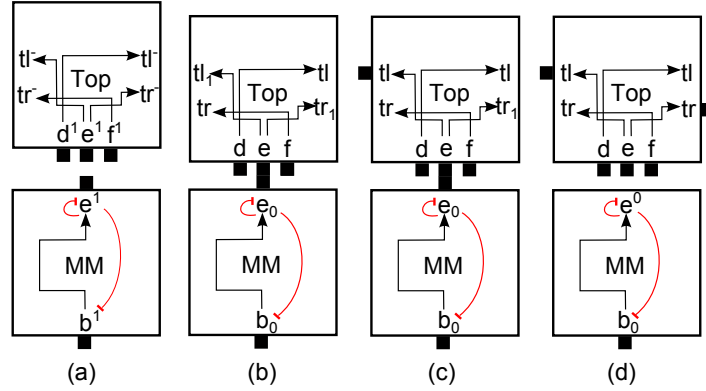 tl⁻ tl⁻
Top
tr⁻ tr⁻
d¹ e¹ f¹
e¹
MM
b¹
(a)
tl₁ tl
Top
tr tr₁
d e f
e₀
MM
b₀
(b)
tl tl
Top
tr tr₁
d e f
e₀
MM
b₀
(c)
tl tl
Top
tr tr
d e f
e⁰
MM
b₀
(d)